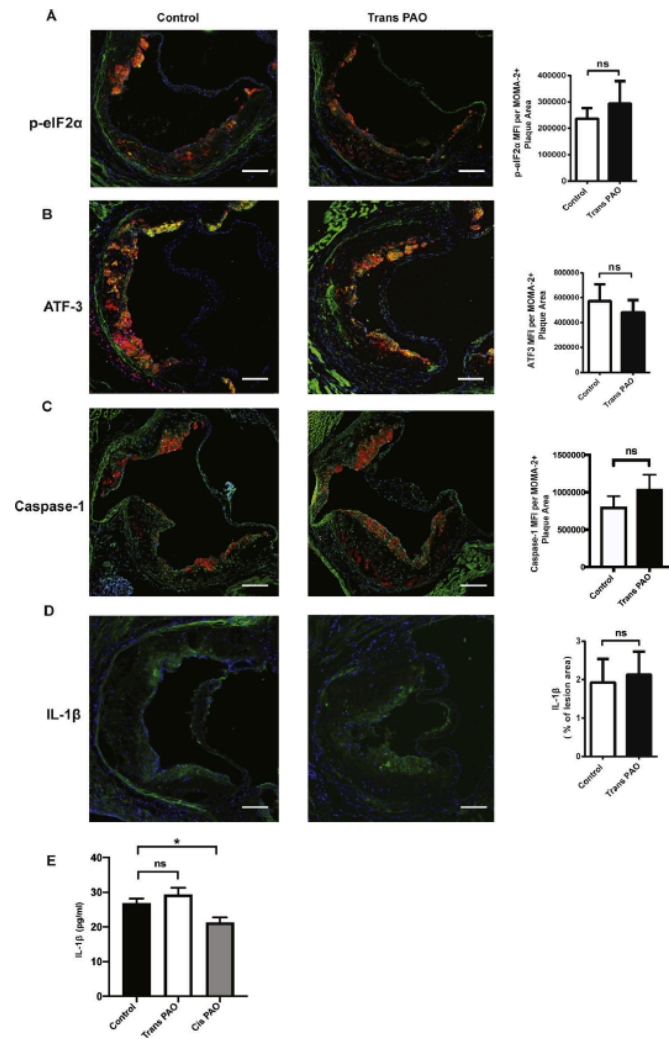 A
Control
Trans PAO
p-eIF2α
p-eIF2α MFI per MOMA-2+
Plaque Area
400000
300000
200000
100000
0
ns
Control
Trans PAO
B
ATF-3
ATF3 MFI per MOMA-2+
Plaque Area
800000
600000
400000
200000
0
ns
Control
Trans PAO
C
Caspase-1
Caspase-1 MFI per MOMA-2+
Plaque Area
1500000
1000000
500000
0
ns
Control
Trans PAO
D
IL-1β
IL-1β
( % of lesion area)
3
2
1
0
ns
Control
Trans PAO
E
IL-1β (pg/ml)
40
30
20
10
0
*
ns
Control
Trans PAO
Cis PAO